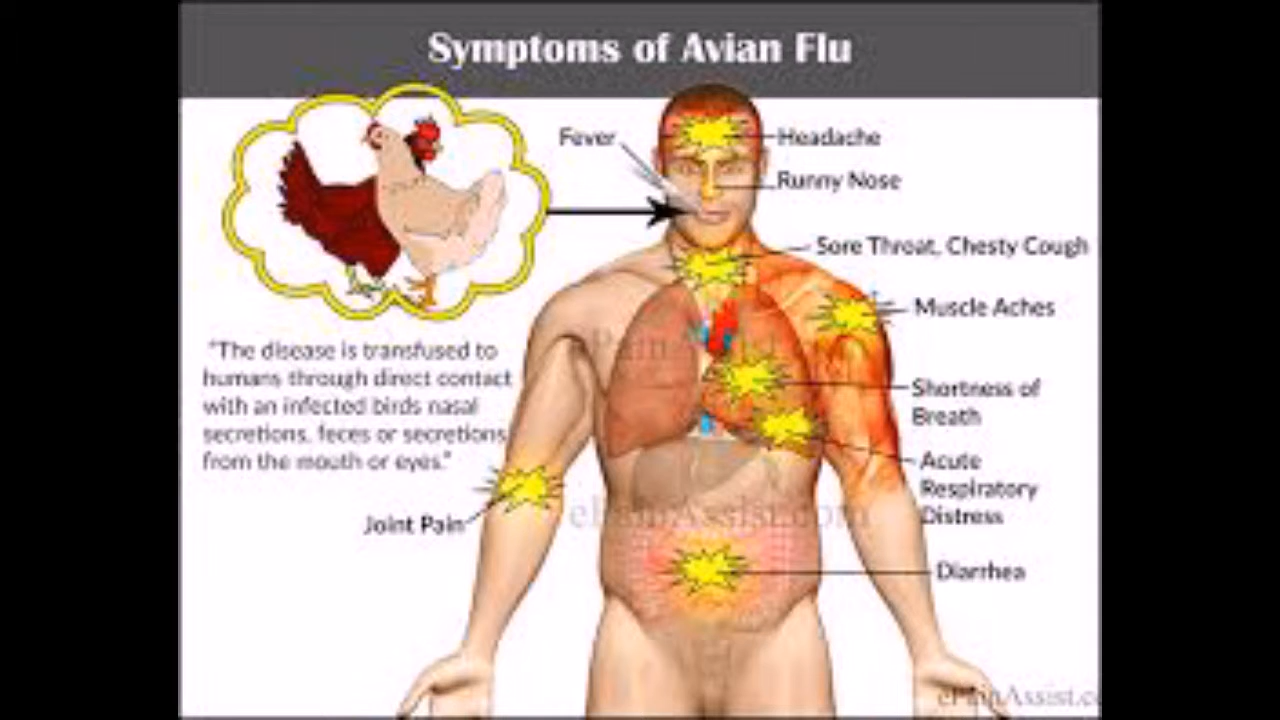 Symptoms of Avian Flu
Fever
Headache
Runny Nose
Sore Throat, Chesty Cough
Muscle Aches
"The disease is transfused to
humans through direct contact
with an infected birds nasal
secretions, feces or secretions
from the mouth or eyes."
Shortness of
Breath
Acute
Respiratory
Distress
Joint Pain
Diarrhea
ePainAssist.com
ePainAssist.com
ePainAssist.c